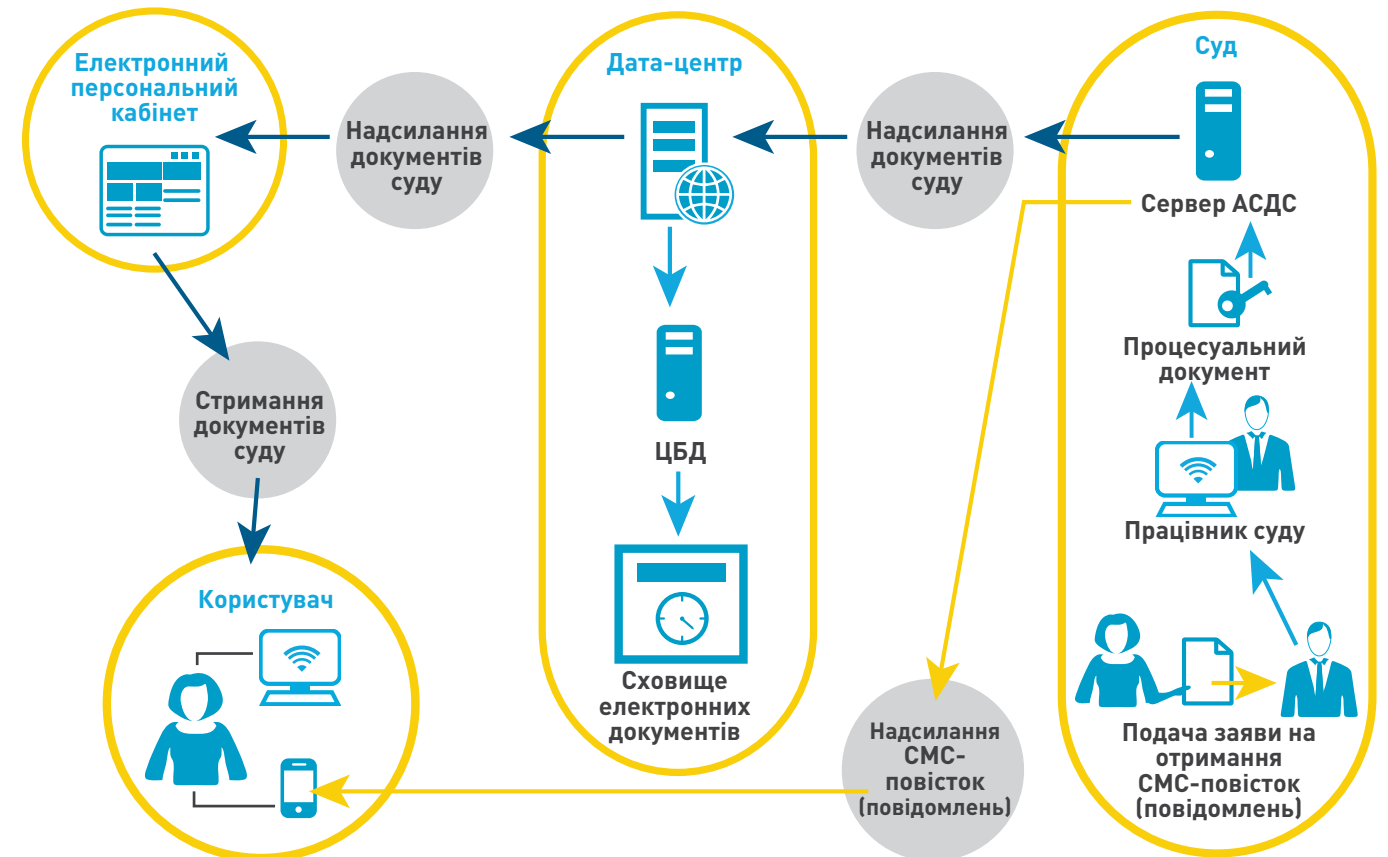 Електронний
персональний
кабінет
Надсилання
документів
суду
Дата-центр
Надсилання
документів
суду
Суд
Сервер АСДС
Процесуальний
документ
Працівник суду
Подача заяви на
отримання
СМС-повісток
(повідомлень)
ЦБД
Сховище
електронних
документів
Стримання
документів
суду
Користувач
Надсилання
СМС-
повісток
(повідомлень)